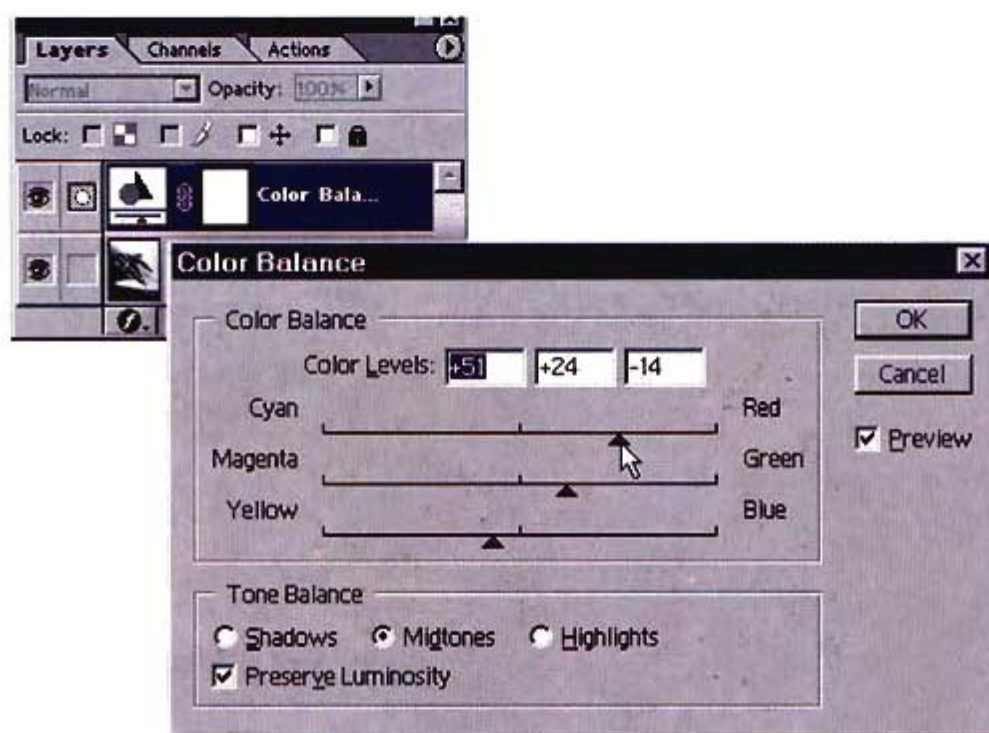 Layers Channels Actions
Normal Opacity: 100%
Lock:
Color Bala...
Color Balance
Color Balance
Color Levels: +51 +24 -14
Cyan Red
Magenta Green
Yellow Blue
OK
Cancel
Preview
Tone Balance
Shadows Midtones Highlights
Preserve Luminosity